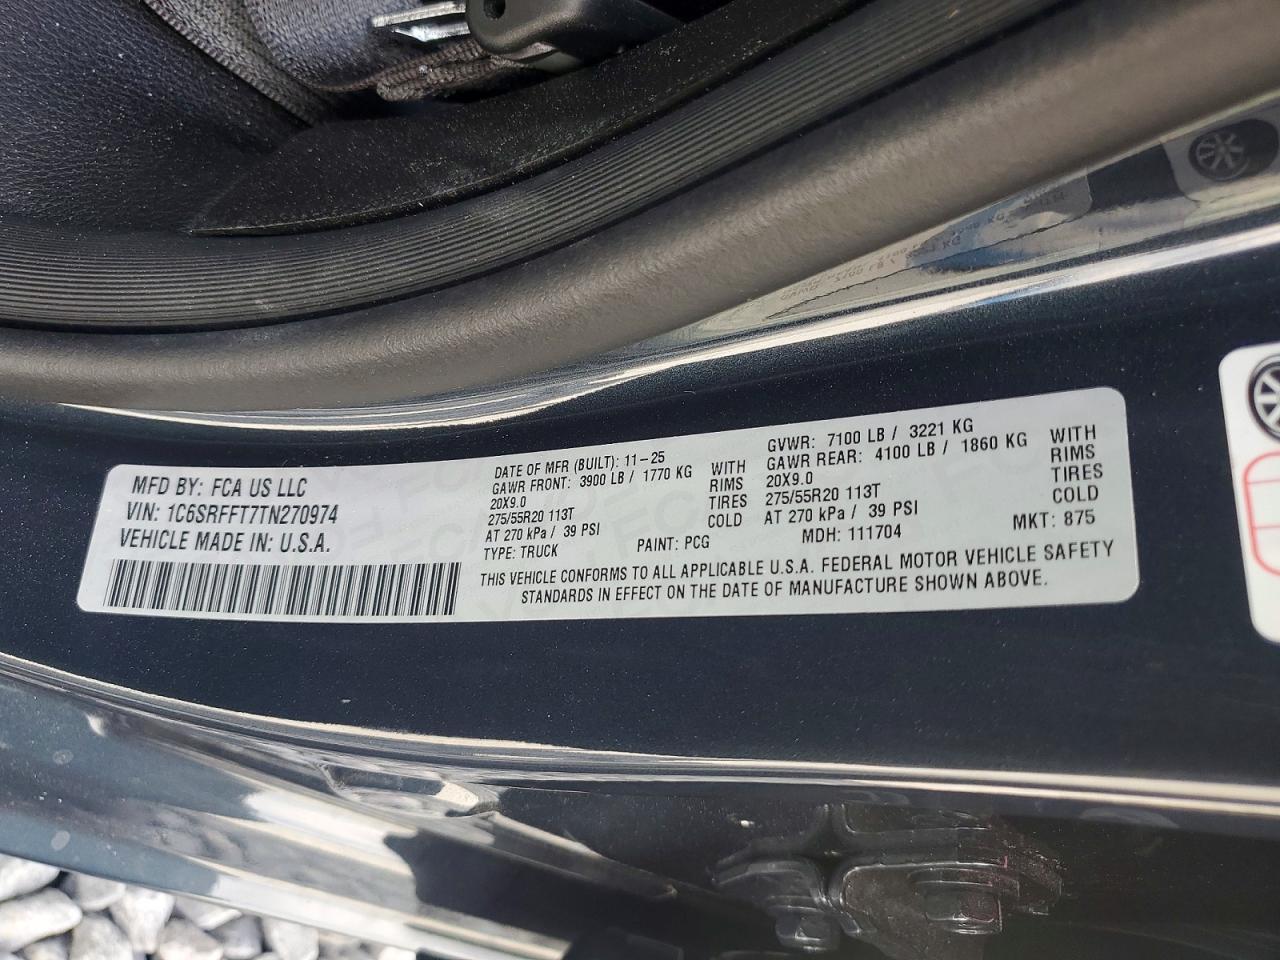 MFD BY: FCA US LLC
VIN: 1C6SRFFT7TN270974
VEHICLE MADE IN: U.S.A.
DATE OF MFR (BUILT): 11-25
GAWR FRONT: 3900 LB / 1770 KG WITH
20X9.0 RIMS
275/55R20 113T TIRES
AT 270 kPa / 39 PSI COLD
TYPE: TRUCK
GVWR: 7100 LB / 3221 KG
GAWR REAR: 4100 LB / 1860 KG WITH
20X9.0 RIMS
275/55R20 113T TIRES
AT 270 kPa / 39 PSI COLD
PAINT: PCG MDH: 111704 MKT: 875
THIS VEHICLE CONFORMS TO ALL APPLICABLE U.S.A. FEDERAL MOTOR VEHICLE SAFETY
STANDARDS IN EFFECT ON THE DATE OF MANUFACTURE SHOWN ABOVE.